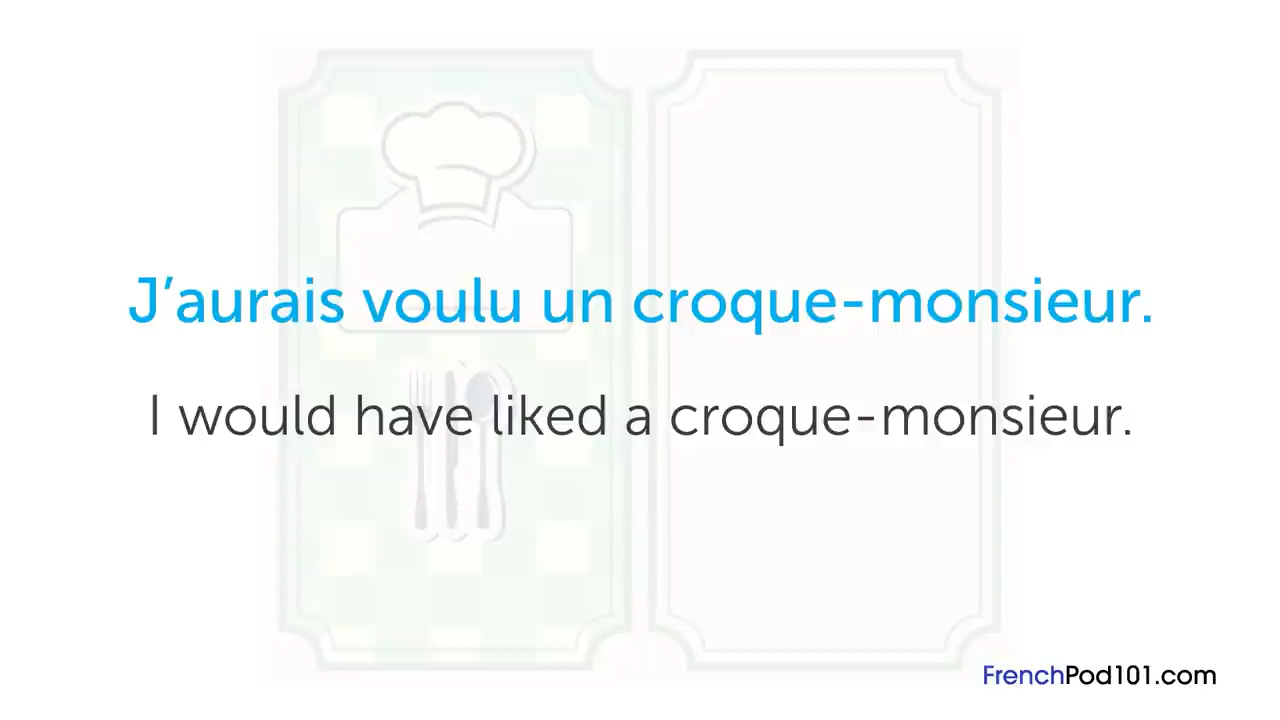 J’aurais voulu un croque-monsieur.
I would have liked a croque-monsieur.
FrenchPod101.com